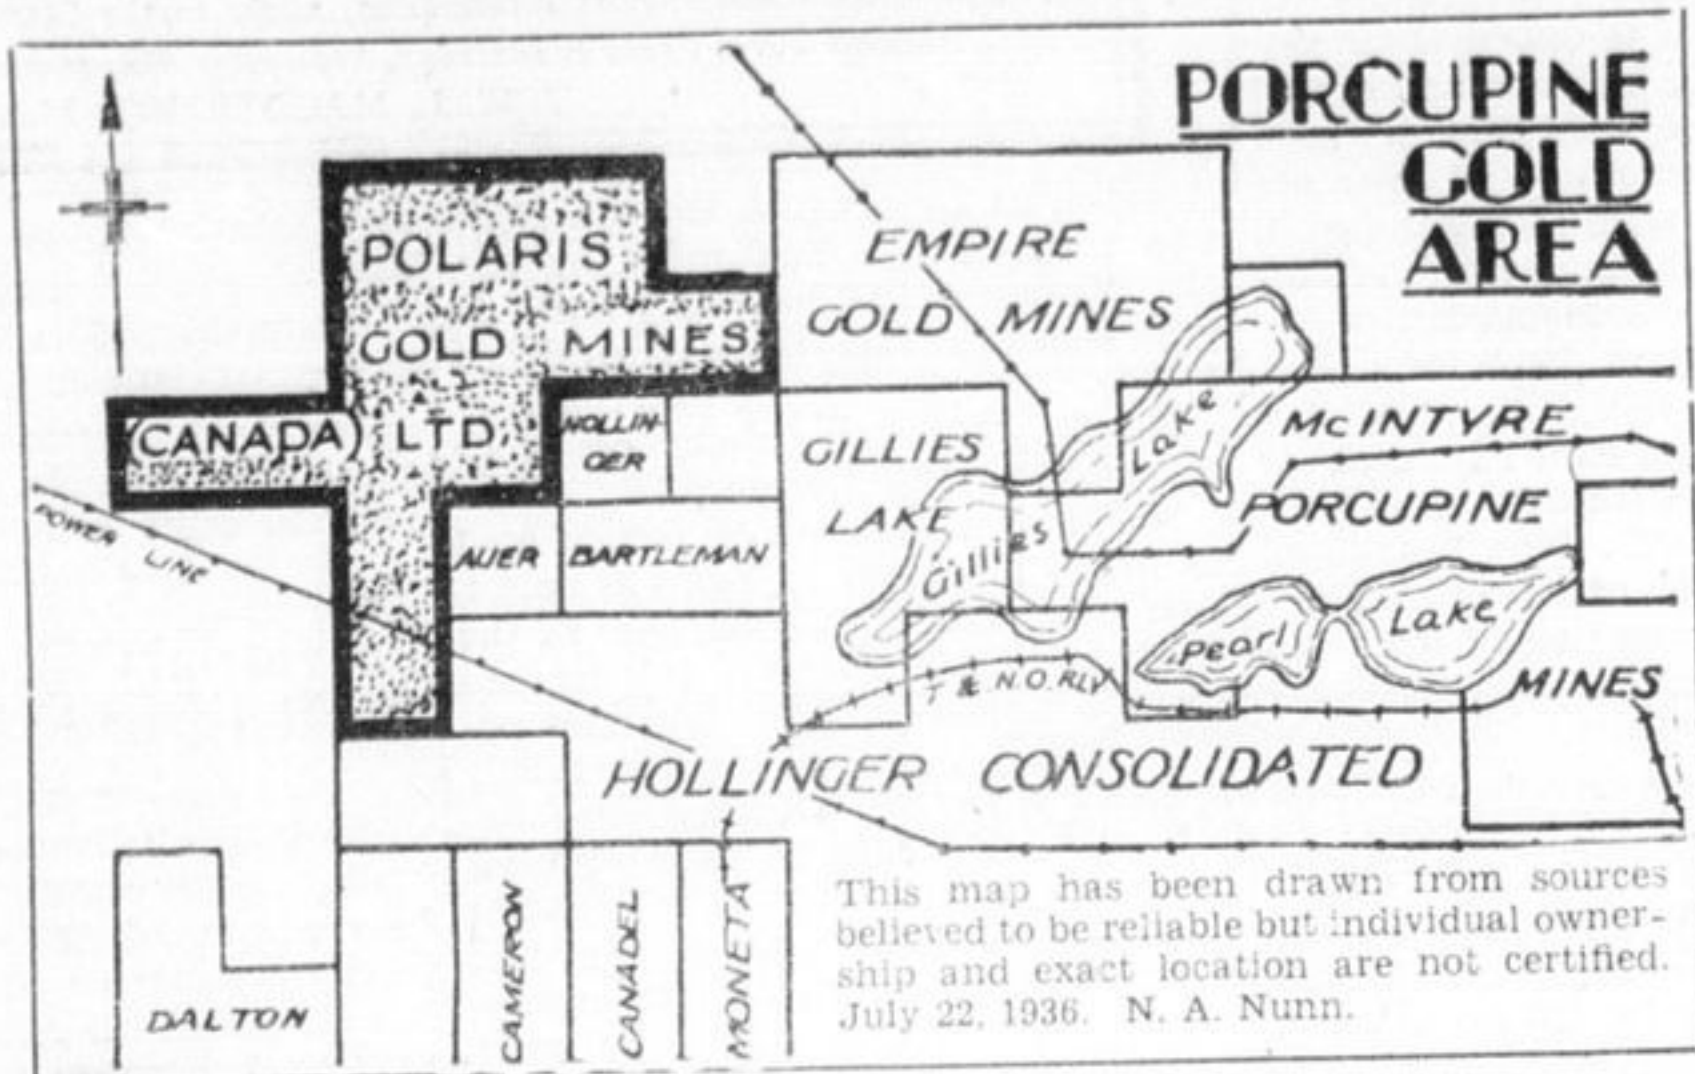 PORCUPINE
GOLD
AREA
POLARIS
GOLD MINES
(CANADA) LTD.
EMPIRE
GOLD MINES
HOLLIN-
GER
GILLIES
LAKE
Gillies Lake
McINTYRE
PORCUPINE
MINES
POWER LINE
AUER
BARTLEMAN
Pearl Lake
T & N.O. RLY
HOLLINGER CONSOLIDATED
DALTON
CAMERON
CANADEL
MONETA
This map has been drawn from sources
believed to be reliable but individual owner-
ship and exact location are not certified.
July 22, 1936. N. A. Nunn.